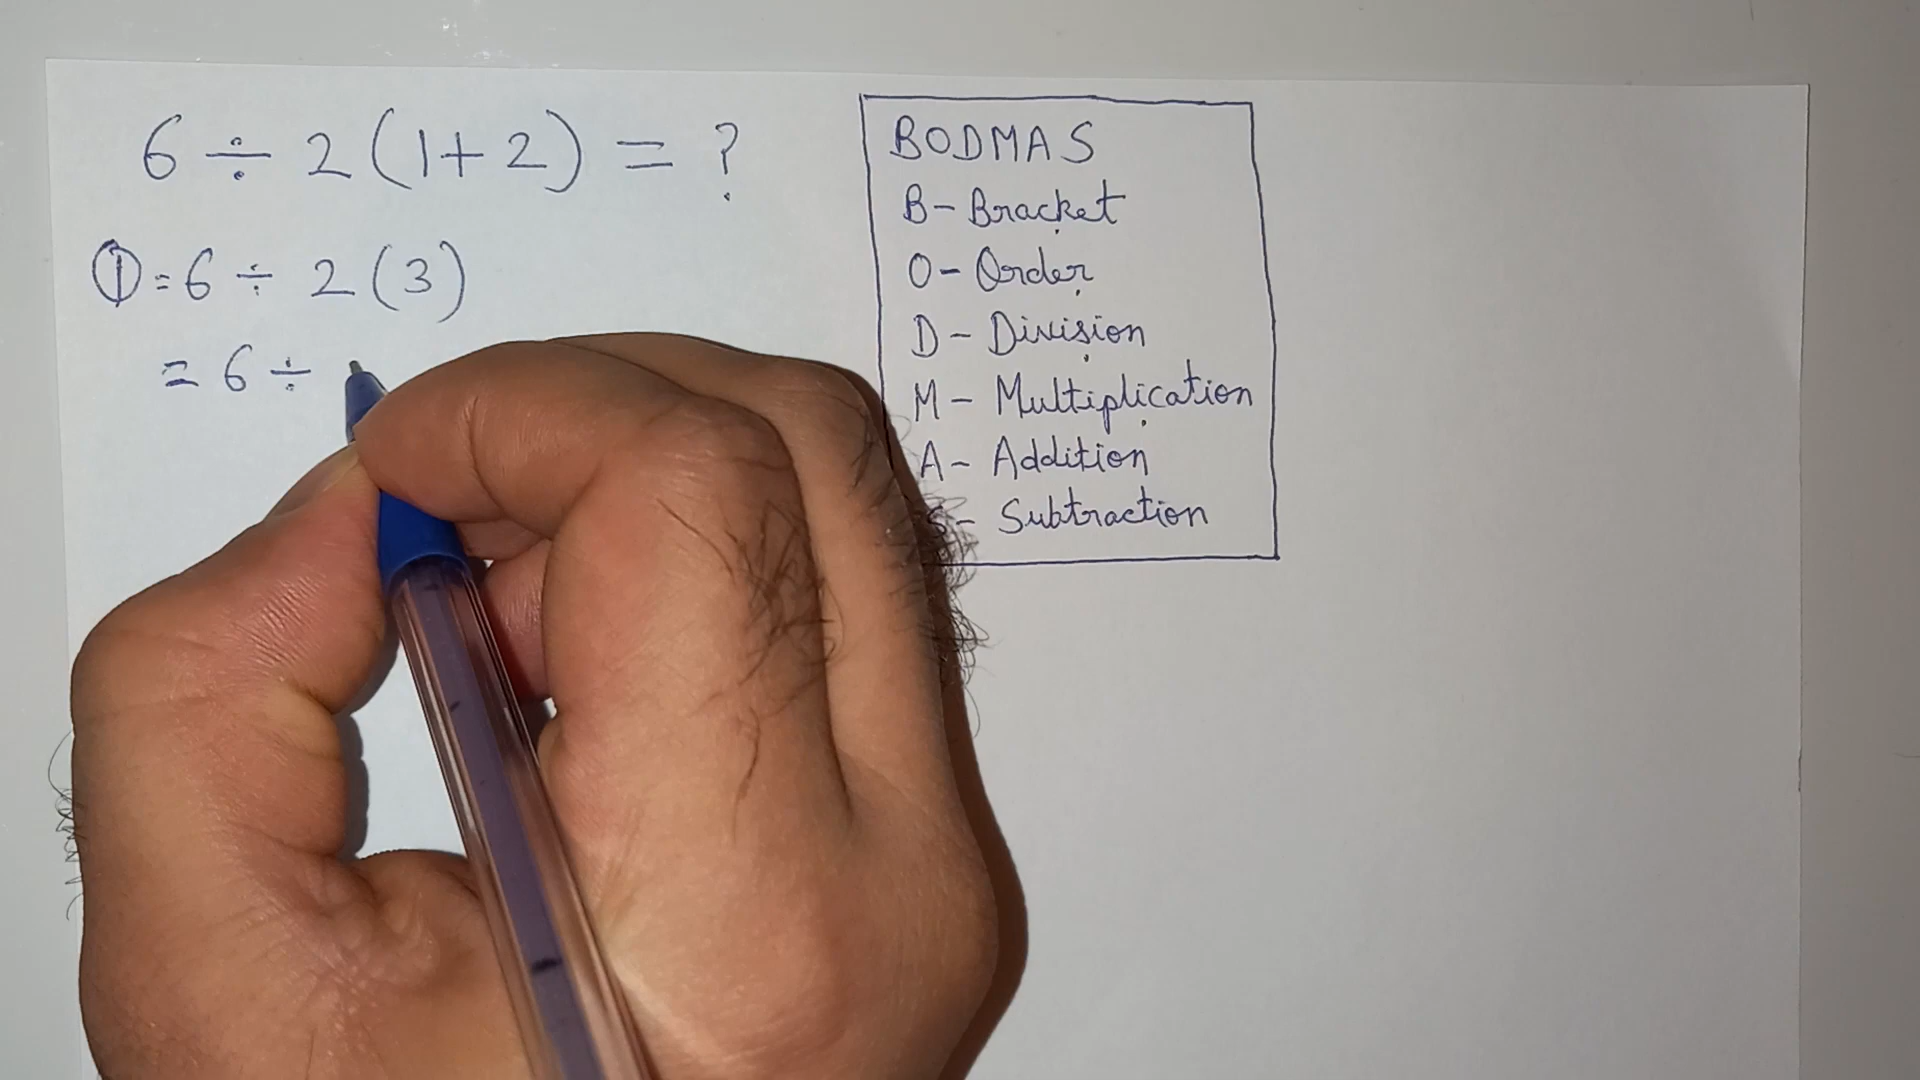 6 ÷ 2 (1+2) = ?
① = 6 ÷ 2 (3)
= 6 ÷
BODMAS
B - Bracket
O - Order
D - Division
M - Multiplication
A - Addition
S - Subtraction